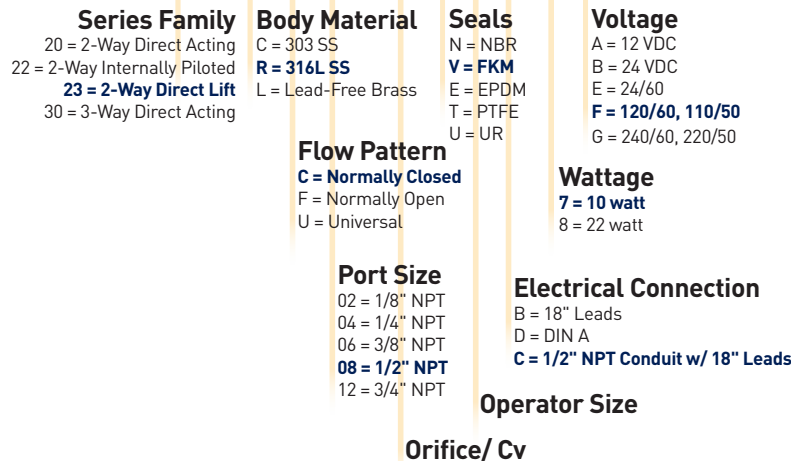 Series Family
20 = 2-Way Direct Acting
22 = 2-Way Internally Piloted
23 = 2-Way Direct Lift
30 = 3-Way Direct Acting
Body Material
C = 303 SS
R = 316L SS
L = Lead-Free Brass
Seals
N = NBR
V = FKM
E = EPDM
T = PTFE
U = UR
Voltage
A = 12 VDC
B = 24 VDC
E = 24/60
F = 120/60, 110/50
G = 240/60, 220/50
Flow Pattern
C = Normally Closed
F = Normally Open
U = Universal
Wattage
7 = 10 watt
8 = 22 watt
Port Size
02 = 1/8" NPT
04 = 1/4" NPT
06 = 3/8" NPT
08 = 1/2" NPT
12 = 3/4" NPT
Electrical Connection
B = 18" Leads
D = DIN A
C = 1/2" NPT Conduit w/ 18" Leads
Operator Size
Orifice/ Cv